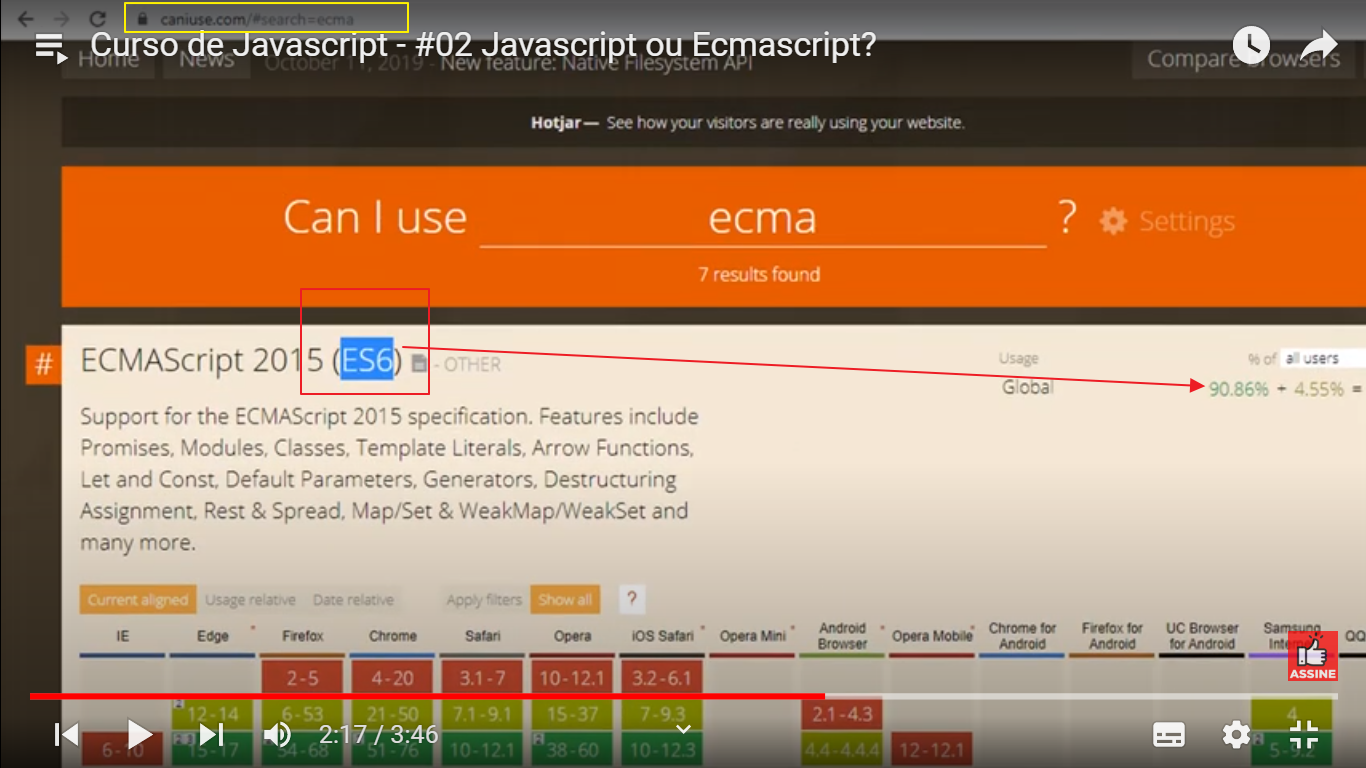 caniuse.com/#search=ecma
Curso de Javascript - #02 Javascript ou Ecmascript?
Home News October 11, 2019 - New feature: Native Filesystem API Compare Browsers
Hotjar — See how your visitors are really using your website.
Can I use ecma ? Settings
7 results found
# ECMAScript 2015 (ES6) - OTHER
Usage % of all users
Global 90.86% + 4.55% =
Support for the ECMAScript 2015 specification. Features include
Promises, Modules, Classes, Template Literals, Arrow Functions,
Let and Const, Default Parameters, Generators, Destructuring
Assignment, Rest & Spread, Map/Set & WeakMap/WeakSet and
many more.
Current aligned Usage relative Date relative Apply filters Show all ?
IE Edge * Firefox Chrome Safari Opera iOS Safari * Opera Mini * Android Browser * Opera Mobile * Chrome for Android Firefox for Android UC Browser for Android Samsung QQ
ASSINE
2-5 4-20 3.1-7 10-12.1 3.2-6.1
12-14 6-53 21-50 7.1-9.1 15-37 7-9.3 2.1-4.3 4
2:17 / 3:46
6-10 15-17 54-68 51-76 10-12.1 38-60 10-12.3 4.4-4.4.4 12-12.1 5-9.2